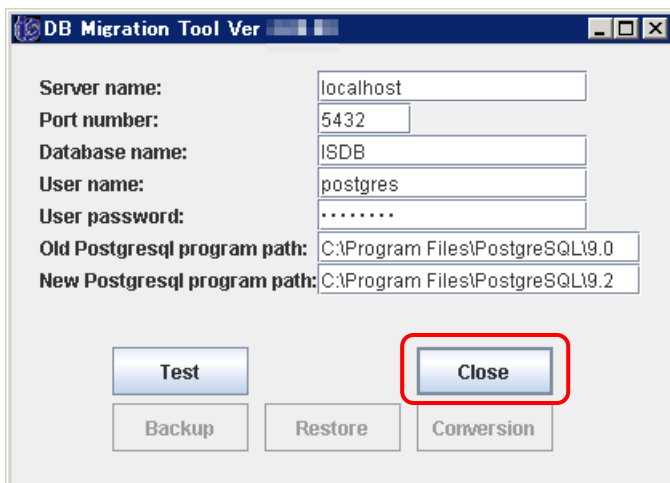 DB Migration Tool Ver
Server name: localhost
Port number: 5432
Database name: ISDB
User name: postgres
User password: ········
Old Postgresql program path: C:\Program Files\PostgreSQL\9.0
New Postgresql program path: C:\Program Files\PostgreSQL\9.2
Test Close
Backup Restore Conversion